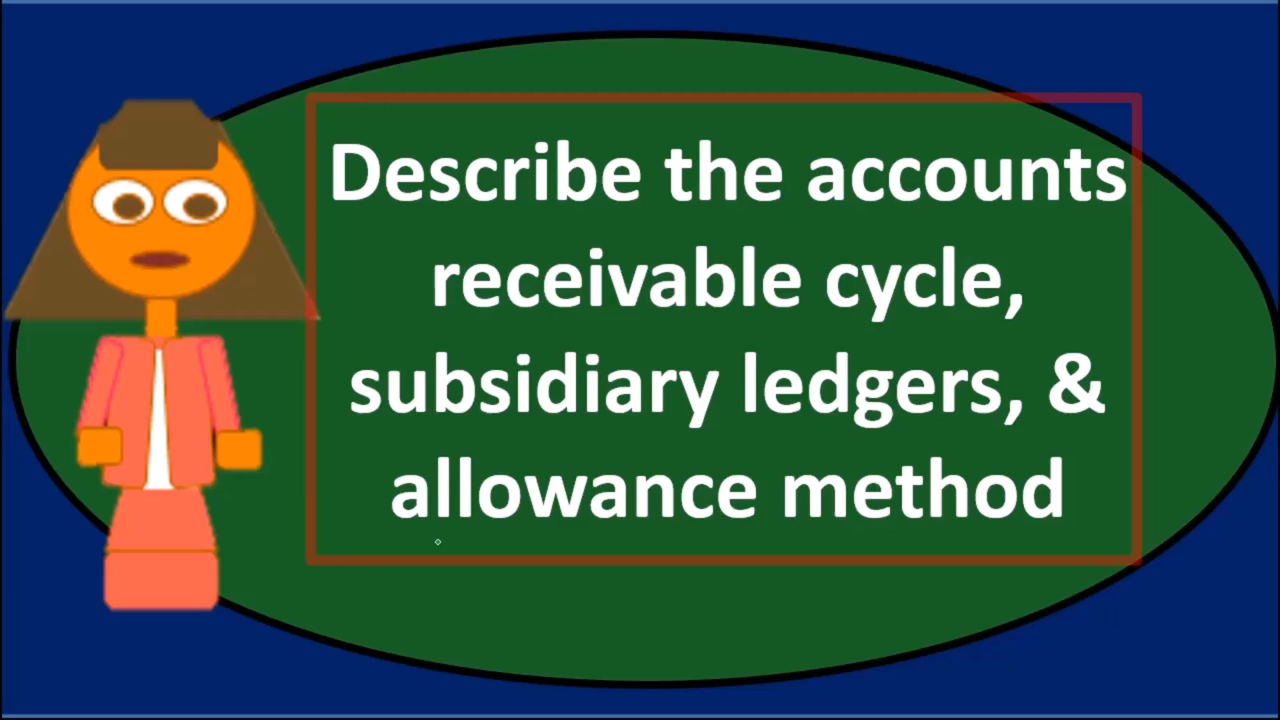 Describe the accounts
receivable cycle,
subsidiary ledgers, &
allowance method